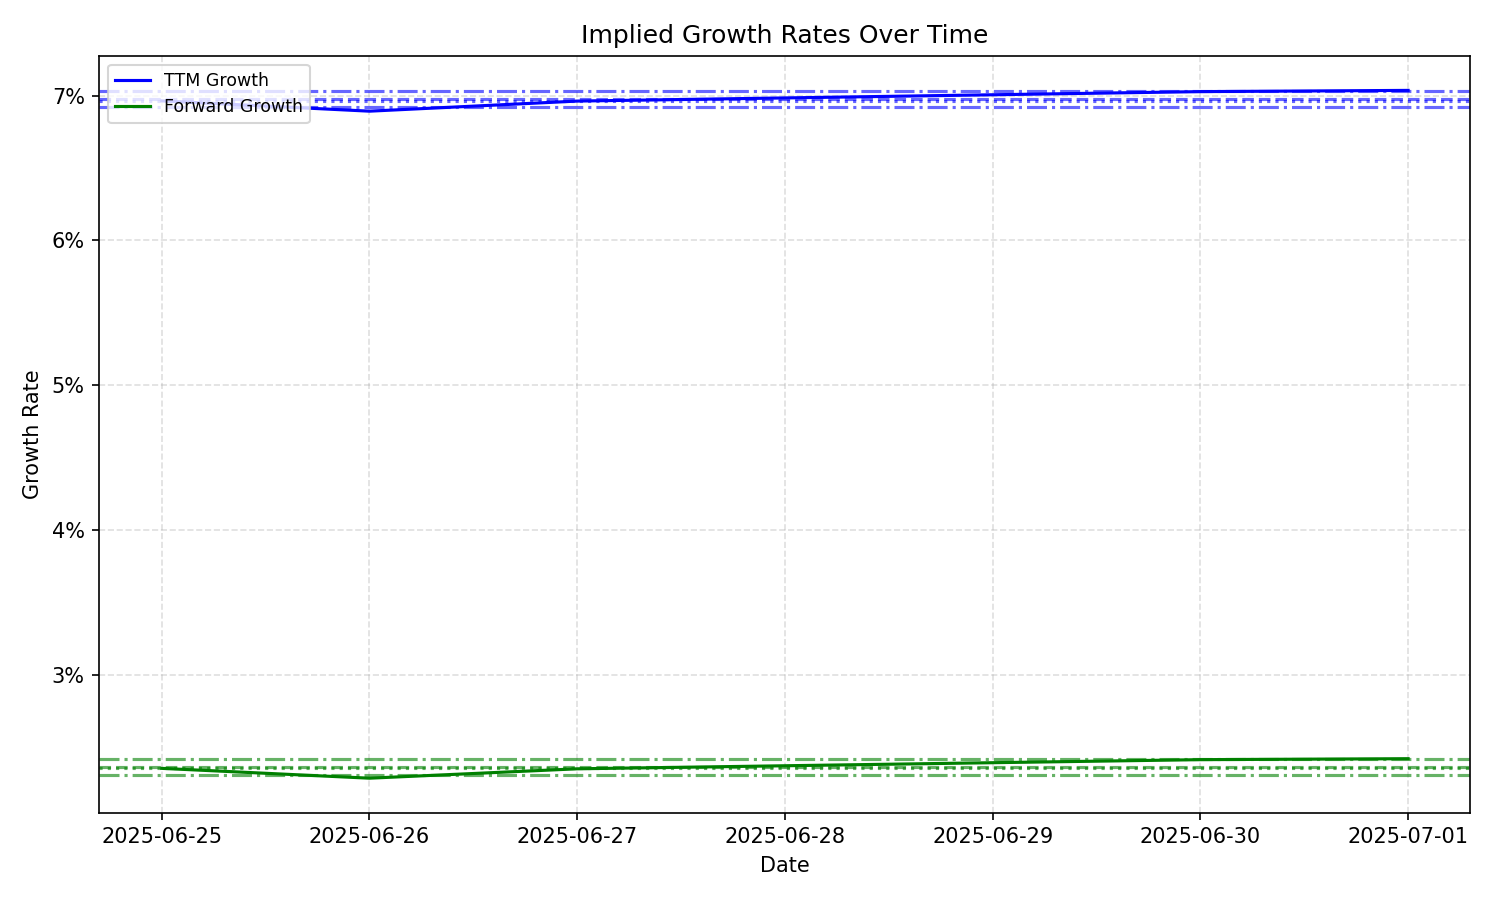 Implied Growth Rates Over Time
TTM Growth
Forward Growth
7%
6%
5%
4%
3%
Growth Rate
2025-06-25
2025-06-26
2025-06-27
2025-06-28
2025-06-29
2025-06-30
2025-07-01
Date